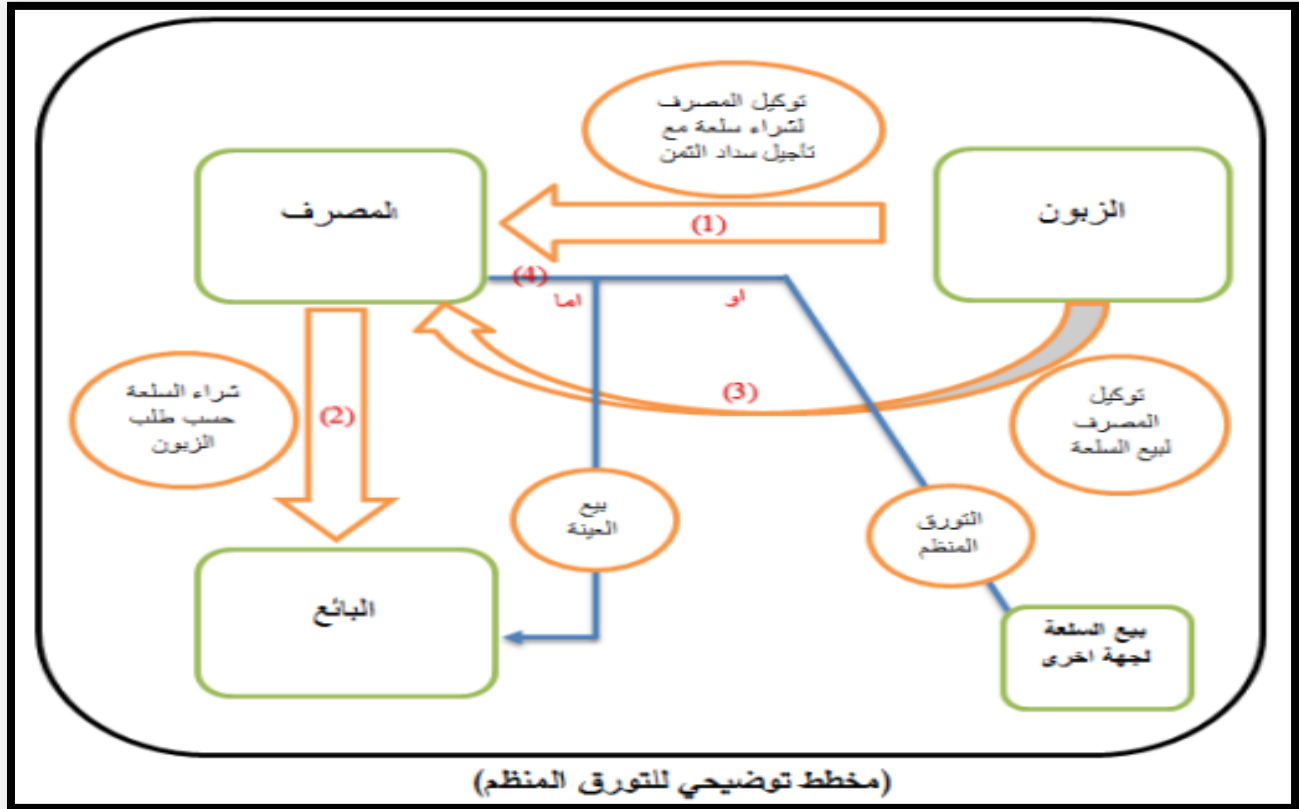 توكيل المصرف
لشراء سلعة مع
تأجيل سداد الثمن
الزبون
المصرف
(1)
(4)
اما
او
(3)
شراء السلعة
حسب طلب
الزبون
(2)
توكيل
المصرف
لبيع السلعة
بيع
العينة
التورق
المنظم
البائع
بيع السلعة
لجهة اخرى
(مخطط توضيحي للتورق المنظم)